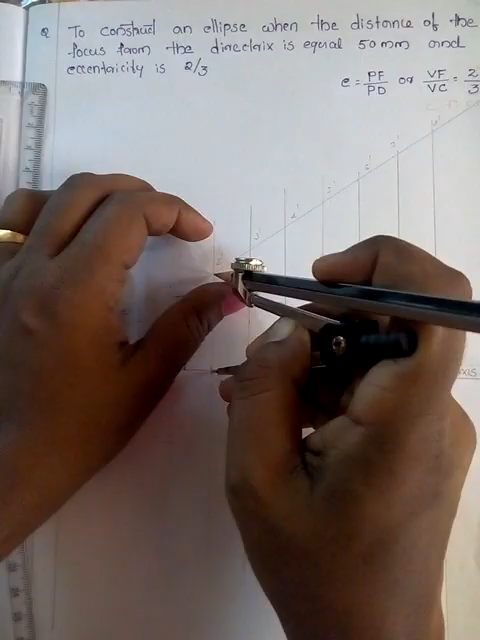 Q To construct an ellipse when the distance of the
focus from the directrix is equal 50mm and
eccentricity is 2/3
e = PF/PD or VF/VC = 2/3
AXIS